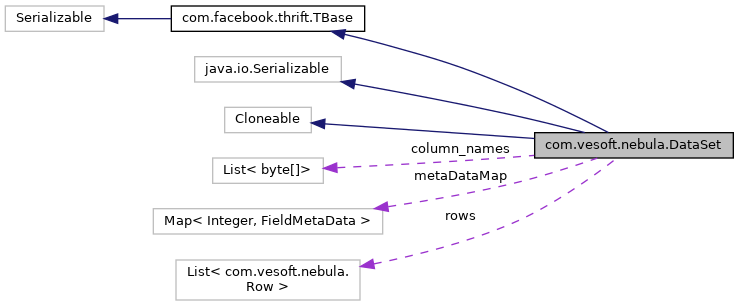 Serializable
com.facebook.thrift.TBase
java.io.Serializable
Cloneable
com.vesoft.nebula.DataSet
column_names
List< byte[]>
metaDataMap
Map< Integer, FieldMetaData >
rows
List< com.vesoft.nebula.
Row >